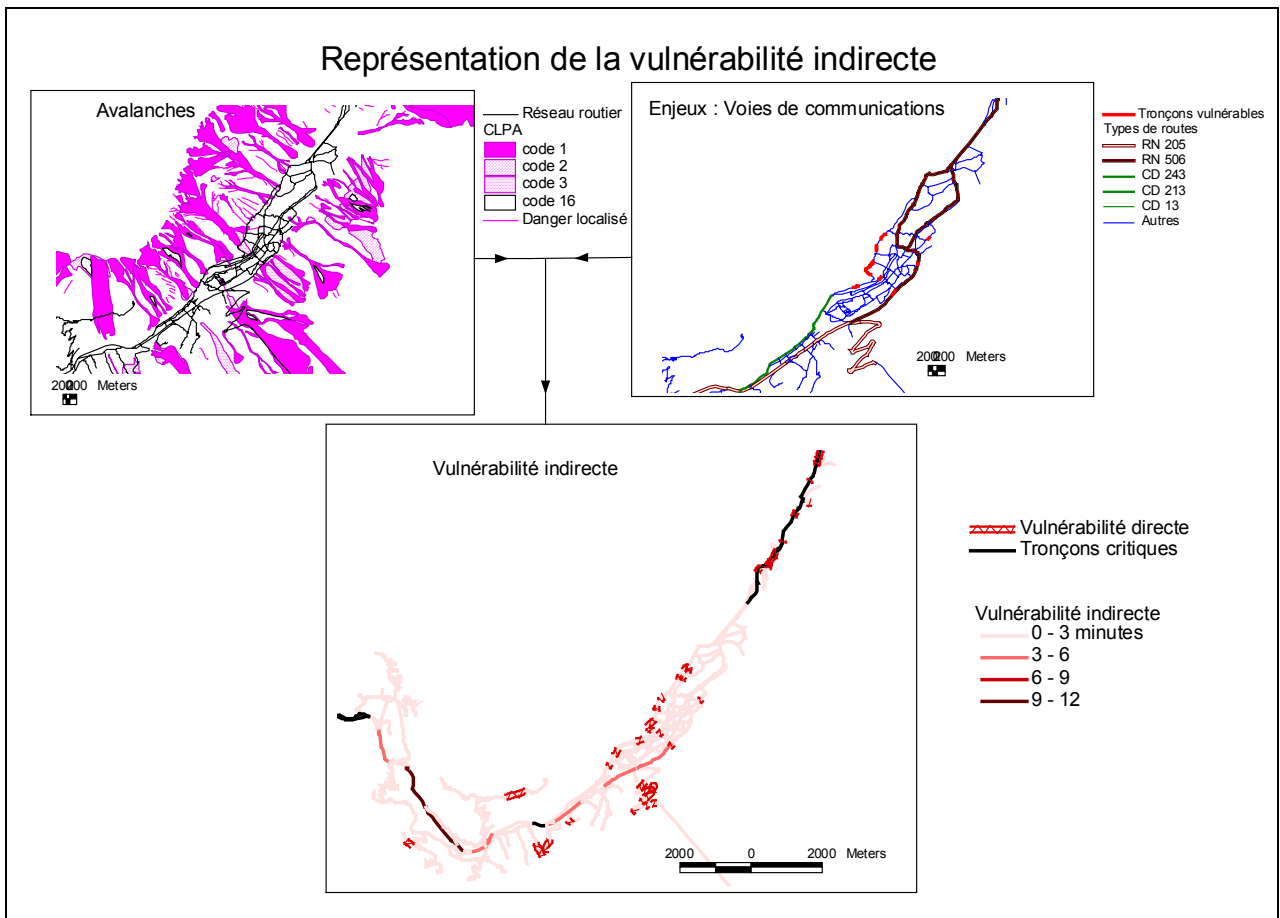 Représentation de la vulnérabilité indirecte
Avalanches
Réseau routier
CLPA
code 1
code 2
code 3
code 16
Danger localisé
Meters
Enjeux : Voies de communications
Meters
Tronçons vulnérables
Types de routes
RN 205
RN 506
CD 243
CD 213
CD 13
Autres
Vulnérabilité indirecte
2000 0 2000 Meters
Vulnérabilité directe
Tronçons critiques
Vulnérabilité indirecte
0 - 3 minutes
3 - 6
6 - 9
9 - 12